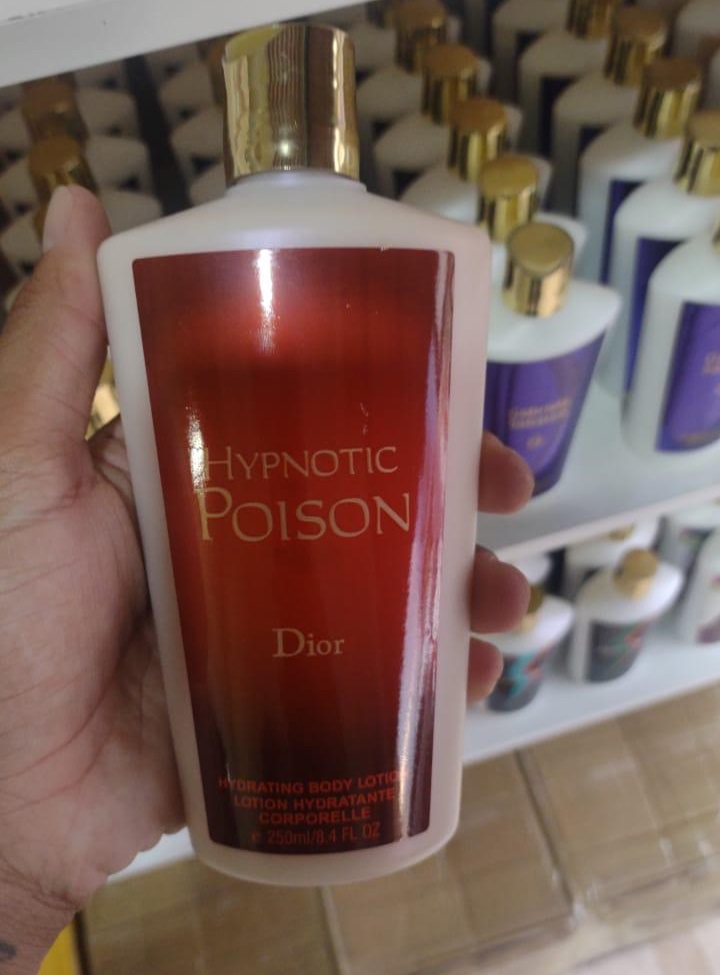 HYPNOTIC
POISON
Dior
HYDRATING BODY LOTION
LOTION HYDRATANTE
CORPORELLE
e 250ml/8.4 FL OZ